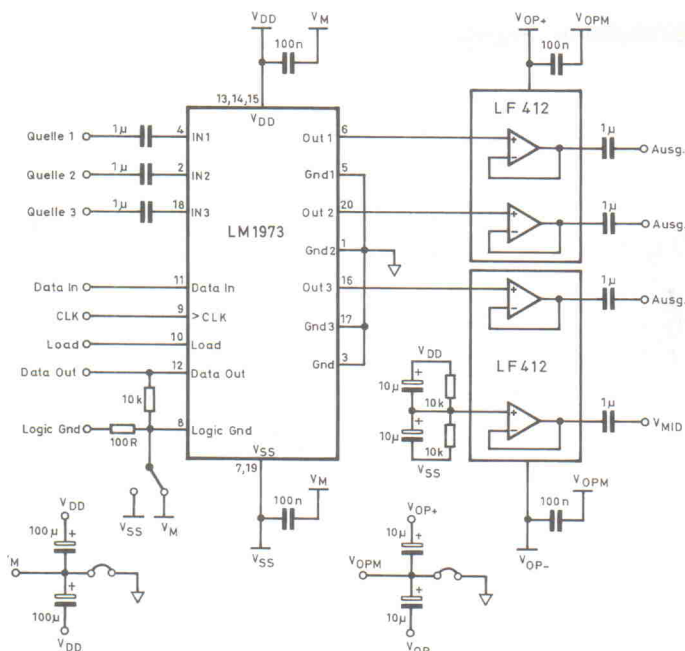 VDD
VM
100n
VOP+
VOPM
100n
13,14,15
VDD
LF 412
1µ
Quelle 1
1µ
4
IN1
Out 1
6
+
−
Ausg.
Quelle 2
1µ
2
IN2
Gnd1
5
Quelle 3
1µ
18
IN3
Out 2
20
+
−
1µ
Ausg.
LM1973
Gnd2
1
Data In
11
Data In
Out3
16
+
−
1µ
Ausg.
CLK
9
>CLK
Gnd3
17
Load
10
Load
LF 412
Data Out
12
Data Out
Gnd
3
VDD
10k
10µ
+
10k
Logic Gnd
100R
8
Logic Gnd
10µ
+
10k
VSS
+
−
1µ
VMID
VSS
7,19
VSS
VM
VM
100n
VSS
VOPM
100n
VOP-
VDD
100µ
+
M
+
100µ
VDD
VOP+
10µ
+
VOPM
+
10µ
VOP